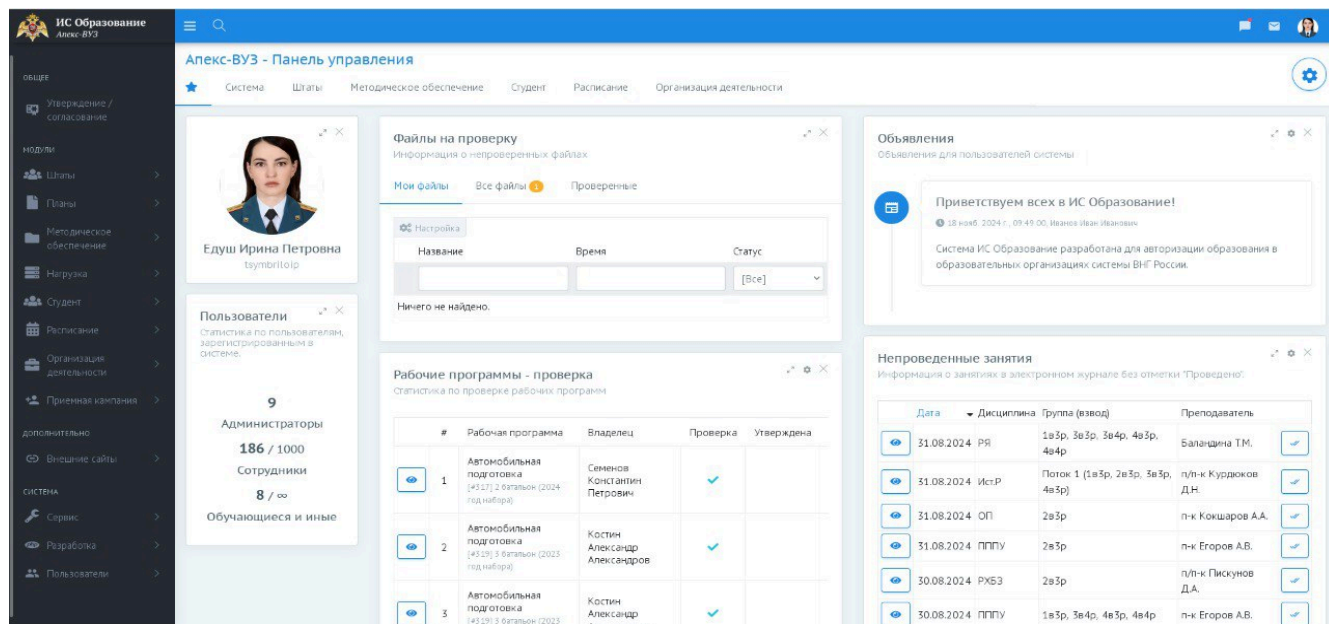 ИС Образование
Апекс-ВУЗ
ОБЩЕЕ
Утверждение /
согласование
МОДУЛИ
Штаты
Планы
Методическое
обеспечение
Нагрузка
Студент
Расписание
Организация
деятельности
Приемная кампания
ДОПОЛНИТЕЛЬНО
Внешние сайты
СИСТЕМА
Сервис
Разработка
Пользователи
Апекс-ВУЗ - Панель управления
Система Штаты Методическое обеспечение Студент Расписание Организация деятельности
Едуш Ирина Петровна
tsymbriloip
Пользователи
Статистика по пользователям,
зарегистрированным в
системе.
9
Администраторы
186 / 1000
Сотрудники
8 / ∞
Обучающиеся и иные
Файлы на проверку
Информация о непроверенных файлах
Мои файлы Все файлы 1 Проверенные
Настройка
Название Время Статус
[Все]
Ничего не найдено.
Рабочие программы - проверка
Статистика по проверке рабочих программ
# Рабочая программа Владелец Проверка Утверждена
1 Автомобильная
подготовка
[#317] 2 батальон (2024
год набора)
Семенов
Константин
Петрович
2 Автомобильная
подготовка
[#319] 3 батальон (2023
год набора)
Костин
Александр
Александров
3 Автомобильная
подготовка
[#319] 3 батальон (2023
Костин
Александр
Объявления
Объявления для пользователей системы
Приветствуем всех в ИС Образование!
18 нояб. 2024 г., 09:49:00, Иванов Иван Иванович
Система ИС Образование разработана для авторизации образования в
образовательных организациях системы ВНГ России.
Непроведенные занятия
Информация о занятиях в электронном журнале без отметки "Проведено".
Дата Дисциплина Группа (взвод) Преподаватель
31.08.2024 РЯ 1в3р, 3в3р, 3в4р, 4в3р,
4в4р Баландина Т.М.
31.08.2024 Ист.Р Поток 1 (1в3р, 2в3р, 3в3р,
4в3р) п/п-к Курдюков
Д.Н.
31.08.2024 ОП 2в3р п-к Кокшаров А.А.
31.08.2024 ПППУ 2в3р п-к Егоров А.В.
30.08.2024 РХБЗ 2в3р п/п-к Пискунов
Д.А.
30.08.2024 ПППУ 1в3р, 3в4р, 4в3р, 4в4р п-к Егоров А.В.